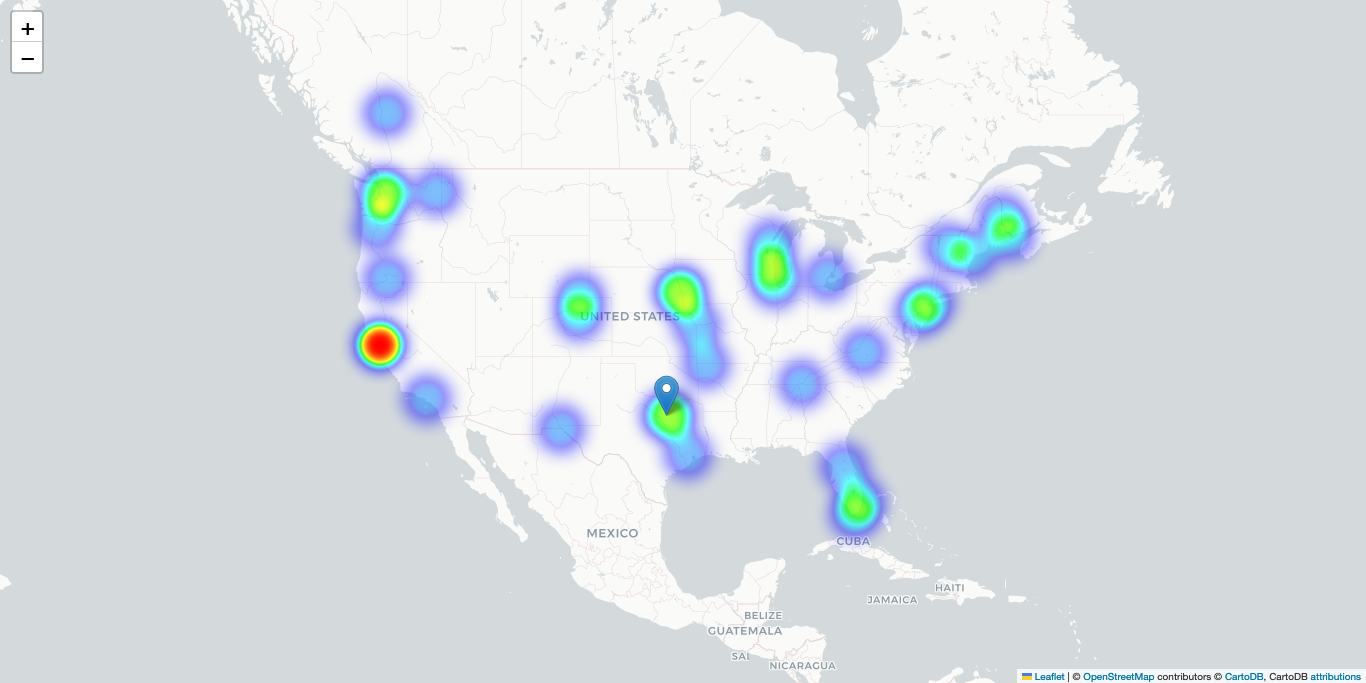 +
−
UNITED STATES
MEXICO
CUBA
HAITI
JAMAICA
BELIZE
GUATEMALA
SAL
NICARAGUA
Leaflet | © OpenStreetMap contributors © CartoDB, CartoDB attributions